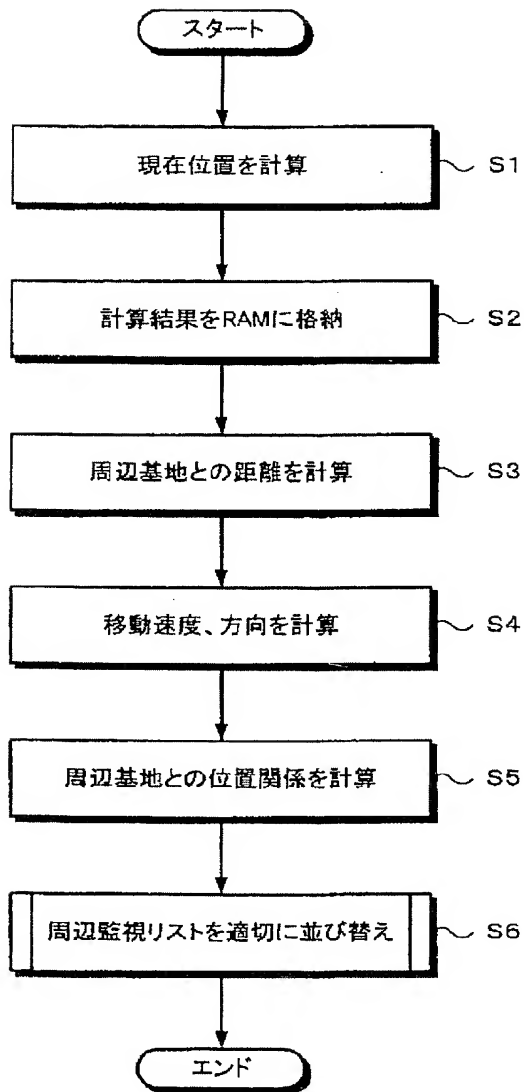 スタート
現在位置を計算
S1
計算結果をRAMに格納
S2
周辺基地との距離を計算
S3
移動速度、方向を計算
S4
周辺基地との位置関係を計算
S5
周辺監視リストを適切に並び替え
S6
エンド